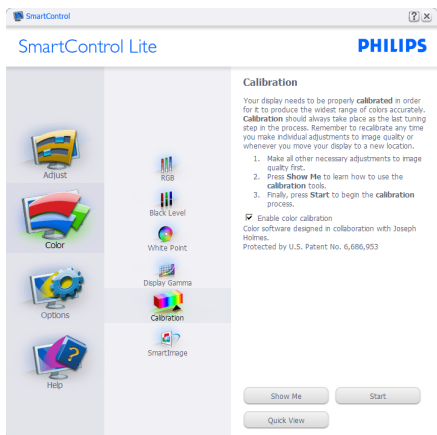 SmartControl
SmartControl Lite
PHILIPS
Adjust
Color
Options
Help
RGB
Black Level
White Point
Display Gamma
Calibration
SmartImage
Calibration
Your display needs to be properly calibrated in order
for it to produce the widest range of colors accurately.
Calibration should always take place as the last tuning
step in the process. Remember to recalibrate any time
you make individual adjustments to image quality or
whenever you move your display to a new location.
1. Make all other necessary adjustments to image
quality first.
2. Press Show Me to learn how to use the
calibration tools.
3. Finally, press Start to begin the calibration
process.
Enable color calibration
Color software designed in collaboration with Joseph
Holmes.
Protected by U.S. Patent No. 6,686,953
Show Me
Start
Quick View